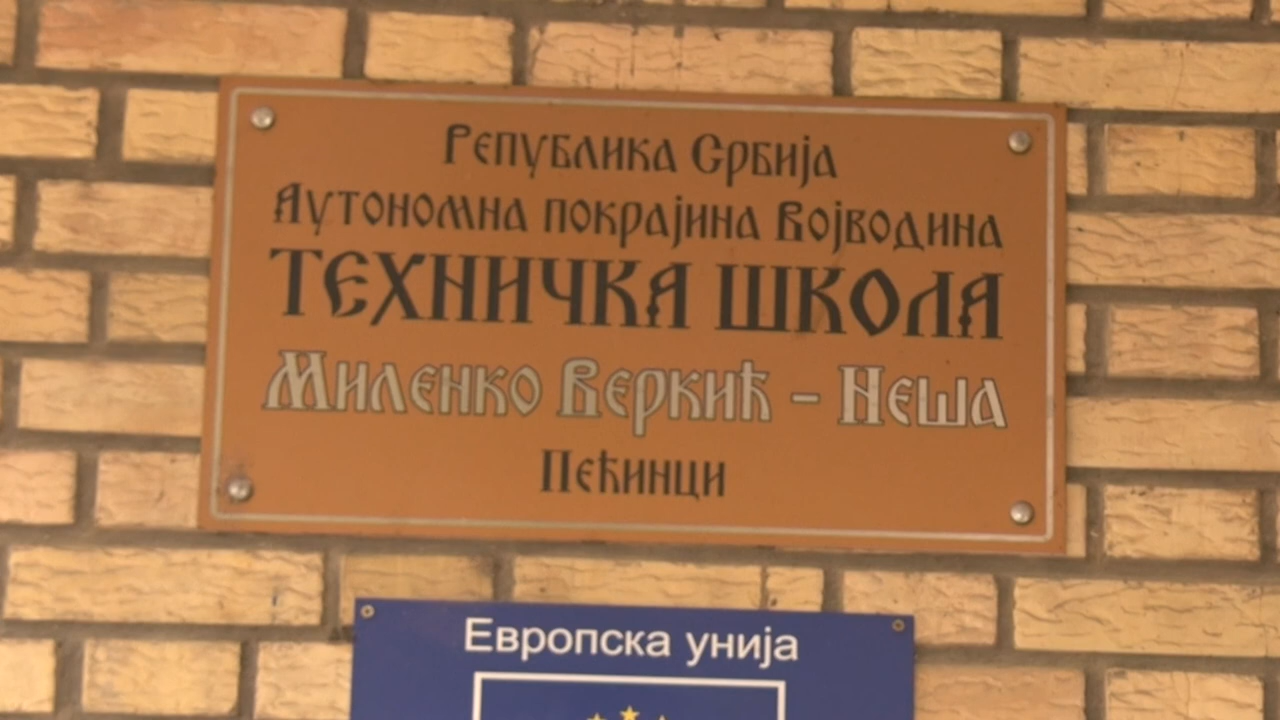 Република Србија
Аутономна покрајина Војводина
ТЕХНИЧКА ШКОЛА
Миленко Веркић – Неша
Пећинци
Европска унија